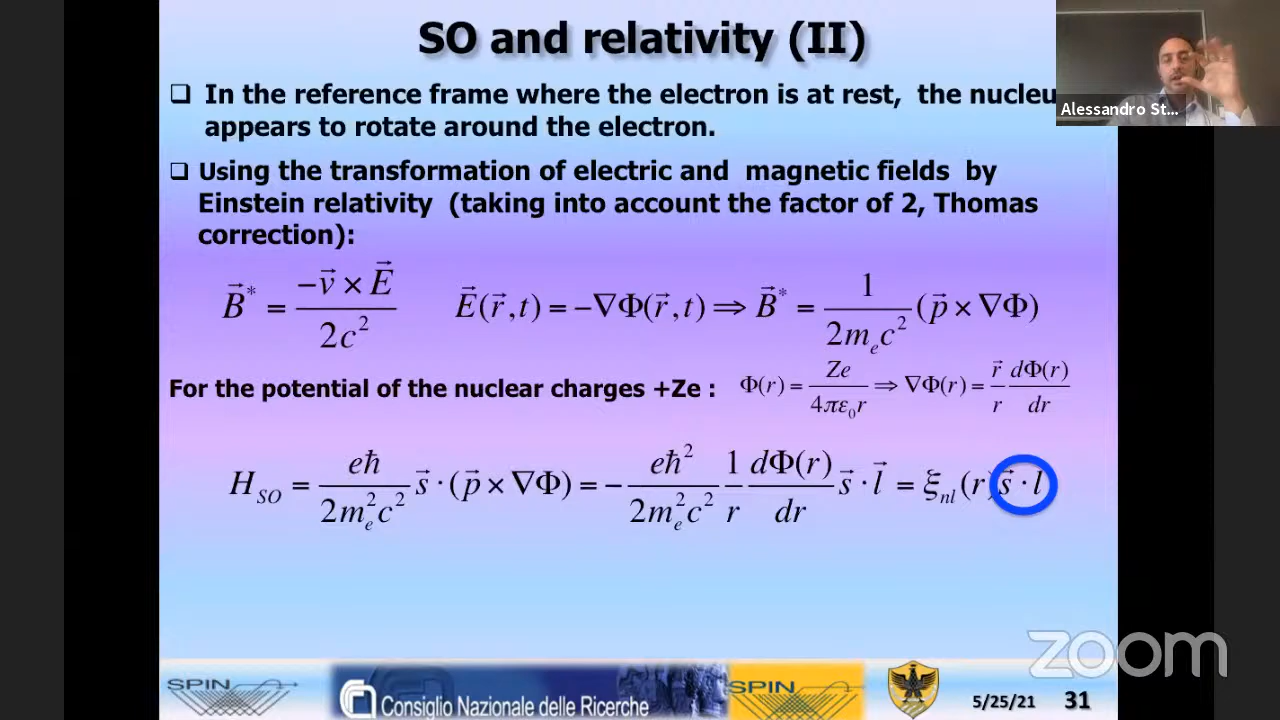 SO and relativity (II)
Alessandro St...
❑ In the reference frame where the electron is at rest, the nucleu
appears to rotate around the electron.
❑ Using the transformation of electric and magnetic fields by
Einstein relativity (taking into account the factor of 2, Thomas
correction):
B⃗* = −v⃗ × E⃗ / 2c² E⃗(r⃗,t) = −∇Φ(r⃗,t) ⇒ B⃗* = 1 / 2mₑc² (p⃗ × ∇Φ)
For the potential of the nuclear charges +Ze : Φ(r) = Ze / 4πε₀r ⇒ ∇Φ(r) = r⃗/r dΦ(r)/dr
H_SO = eħ / 2mₑ²c² s⃗ · (p⃗ × ∇Φ) = − eħ² / 2mₑ²c² 1/r dΦ(r)/dr s⃗ · l⃗ = ξ_nl (r) s⃗ · l
zoom
SPIN
Consiglio Nazionale delle Ricerche
SPIN
5/25/21 31